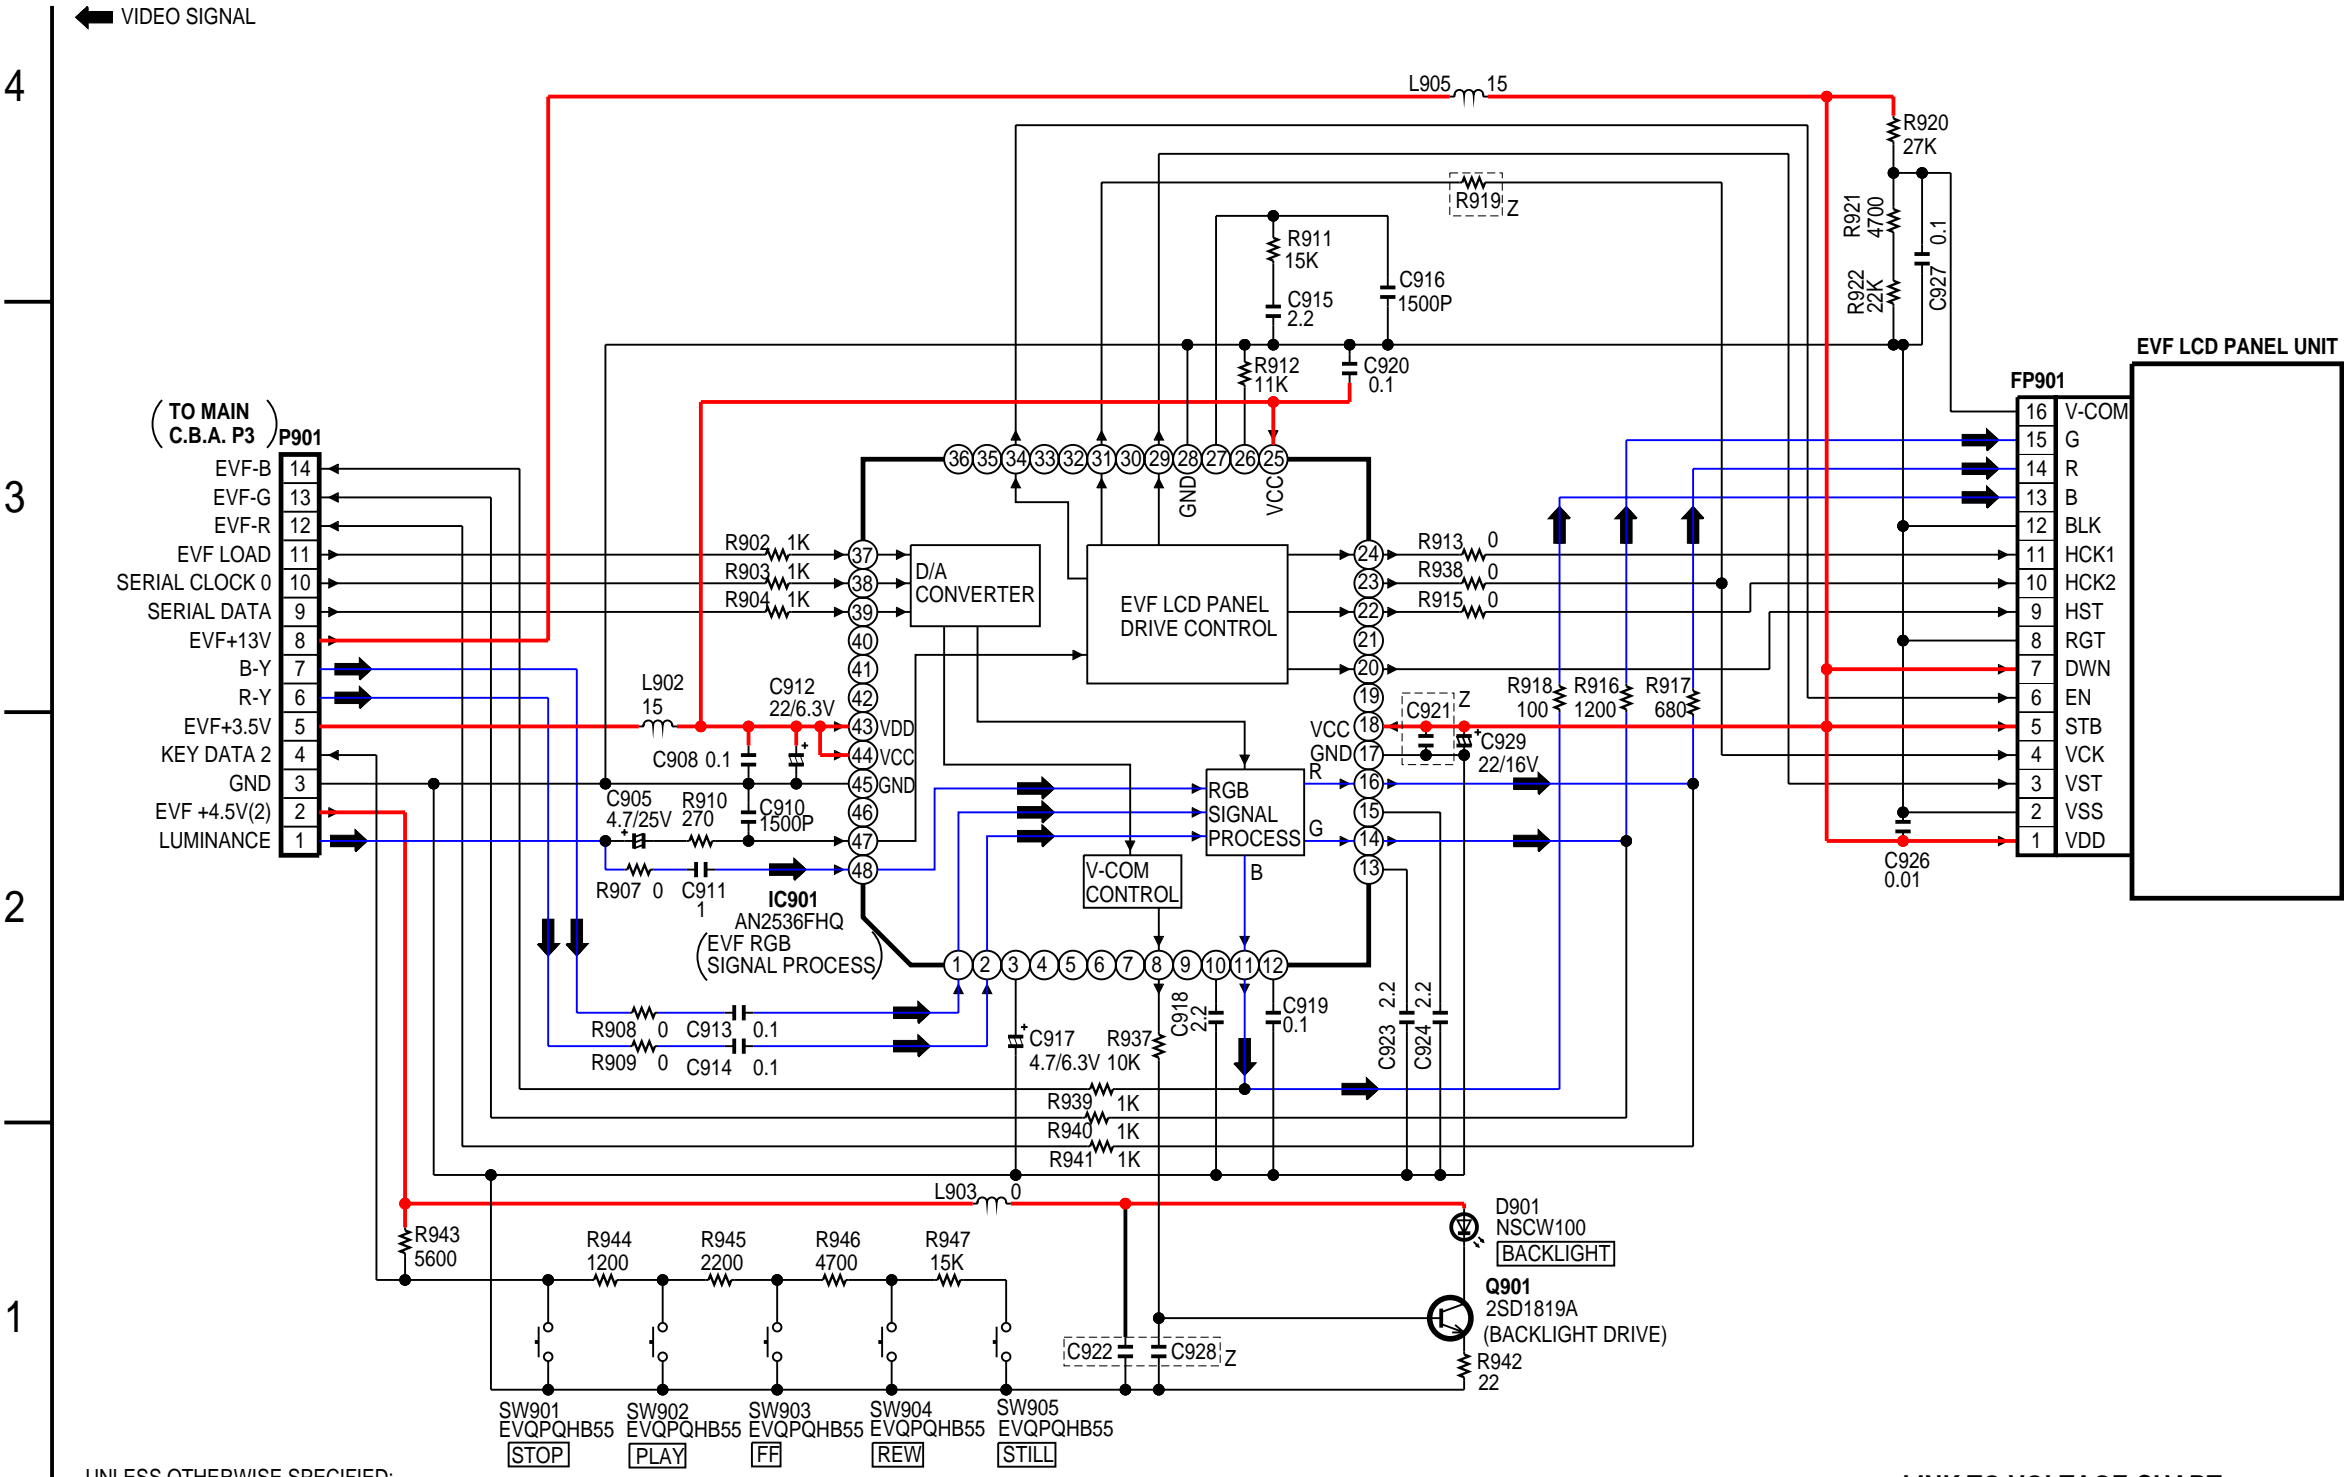 VIDEO SIGNAL
4
3
2
1
L905 15
R920
27K
R921
4700
R922
22K
0.1
C927
R919 Z
R911
15K
C915
2.2
C916
1500P
R912
11K
C920
0.1
EVF LCD PANEL UNIT
FP901
16 V-COM
15 G
14 R
13 B
12 BLK
11 HCK1
10 HCK2
9 HST
8 RGT
7 DWN
6 EN
5 STB
4 VCK
3 VST
2 VSS
1 VDD
C926
0.01
TO MAIN
C.B.A. P3
P901
EVF-B 14
EVF-G 13
EVF-R 12
EVF LOAD 11
SERIAL CLOCK 0 10
SERIAL DATA 9
EVF+13V 8
B-Y 7
R-Y 6
EVF+3.5V 5
KEY DATA 2 4
GND 3
EVF +4.5V(2) 2
LUMINANCE 1
36 35 34 33 32 31 30 29 28 27 26 25
GND
VCC
R902 1K
R903 1K
R904 1K
37
38
39
40
41
42
43 VDD
44 VCC
45 GND
46
47
48
D/A
CONVERTER
EVF LCD PANEL
DRIVE CONTROL
24
23
22
21
20
19
VCC 18
GND 17
R 16
15
G 14
13
R913 0
R938 0
R915 0
L902
15
C912
22/6.3V
C908 0.1
C905
4.7/25V
R910
270
C910
1500P
R907 0
C911
1
IC901
AN2536FHQ
EVF RGB
SIGNAL PROCESS
RGB
SIGNAL
PROCESS
B
V-COM
CONTROL
C921 Z
C929
22/16V
R918
100
R916
1200
R917
680
1 2 3 4 5 6 7 8 9 10 11 12
R908 0
C913 0.1
R909 0
C914 0.1
C917
4.7/6.3V
R937
10K
C918
2.2
C919
0.1
C923
2.2
C924
2.2
R939 1K
R940 1K
R941 1K
L903 0
D901
NSCW100
BACKLIGHT
R943
5600
R944
1200
R945
2200
R946
4700
R947
15K
Q901
2SD1819A
(BACKLIGHT DRIVE)
C922
C928
Z
R942
22
SW901
EVQPQHB55
STOP
SW902
EVQPQHB55
PLAY
SW903
EVQPQHB55
FF
SW904
EVQPQHB55
REW
SW905
EVQPQHB55
STILL
UNLESS OTHERWISE SPECIFIED:
LINK TO VOLTAGE CHART